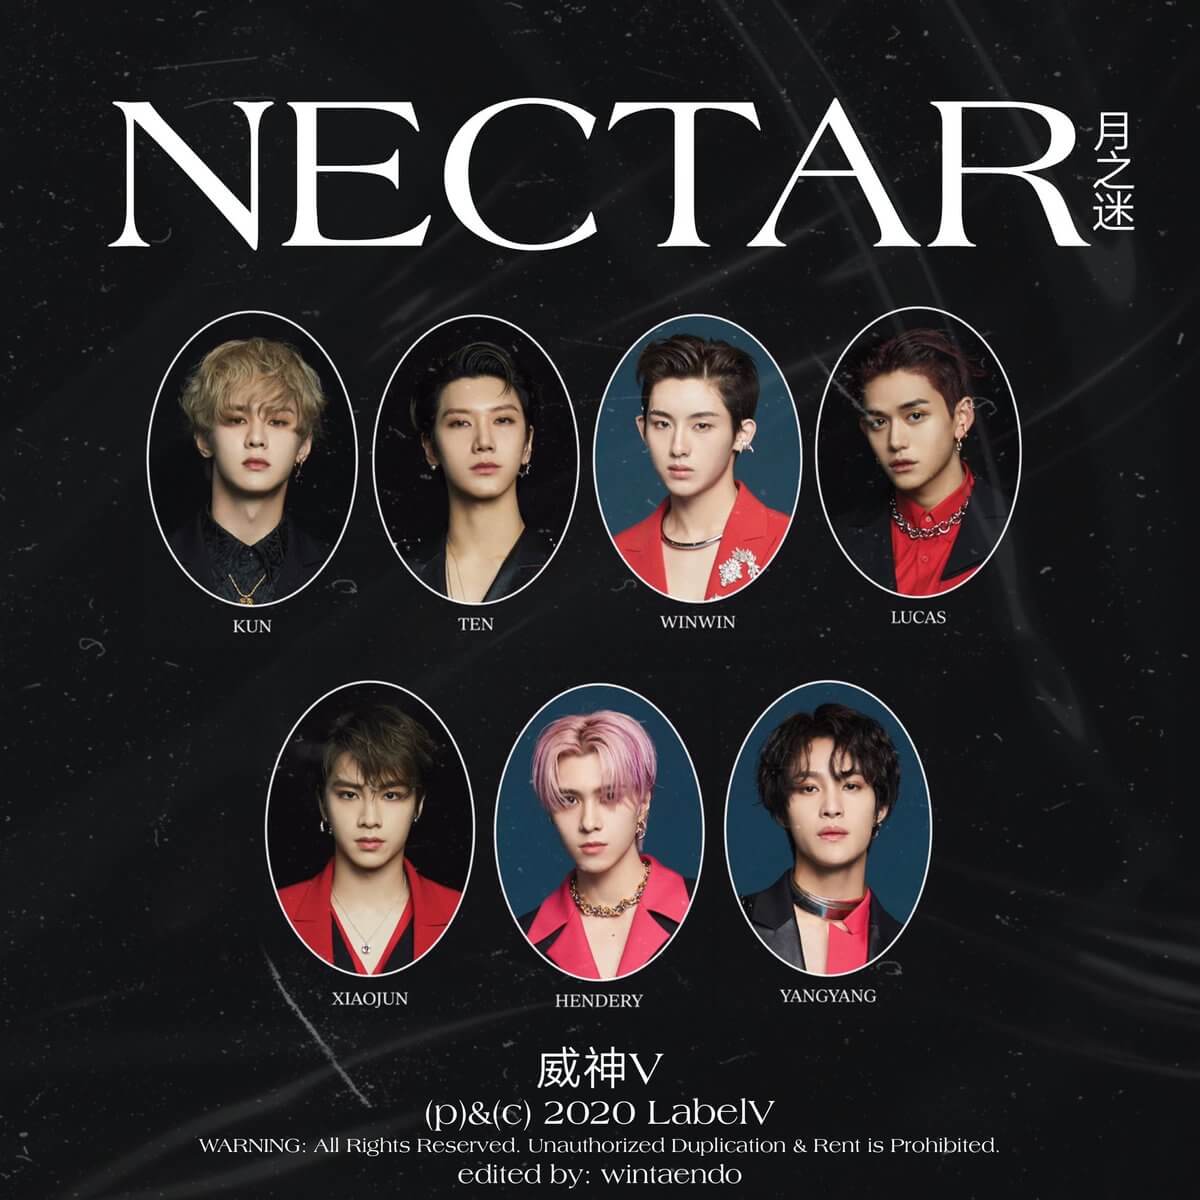 NECTAR
月之迷
KUN
TEN
WINWIN
LUCAS
XIAOJUN
HENDERY
YANGYANG
威神V
(p)&(c) 2020 LabelV
WARNING: All Rights Reserved. Unauthorized Duplication & Rent is Prohibited.
edited by: wintaendo